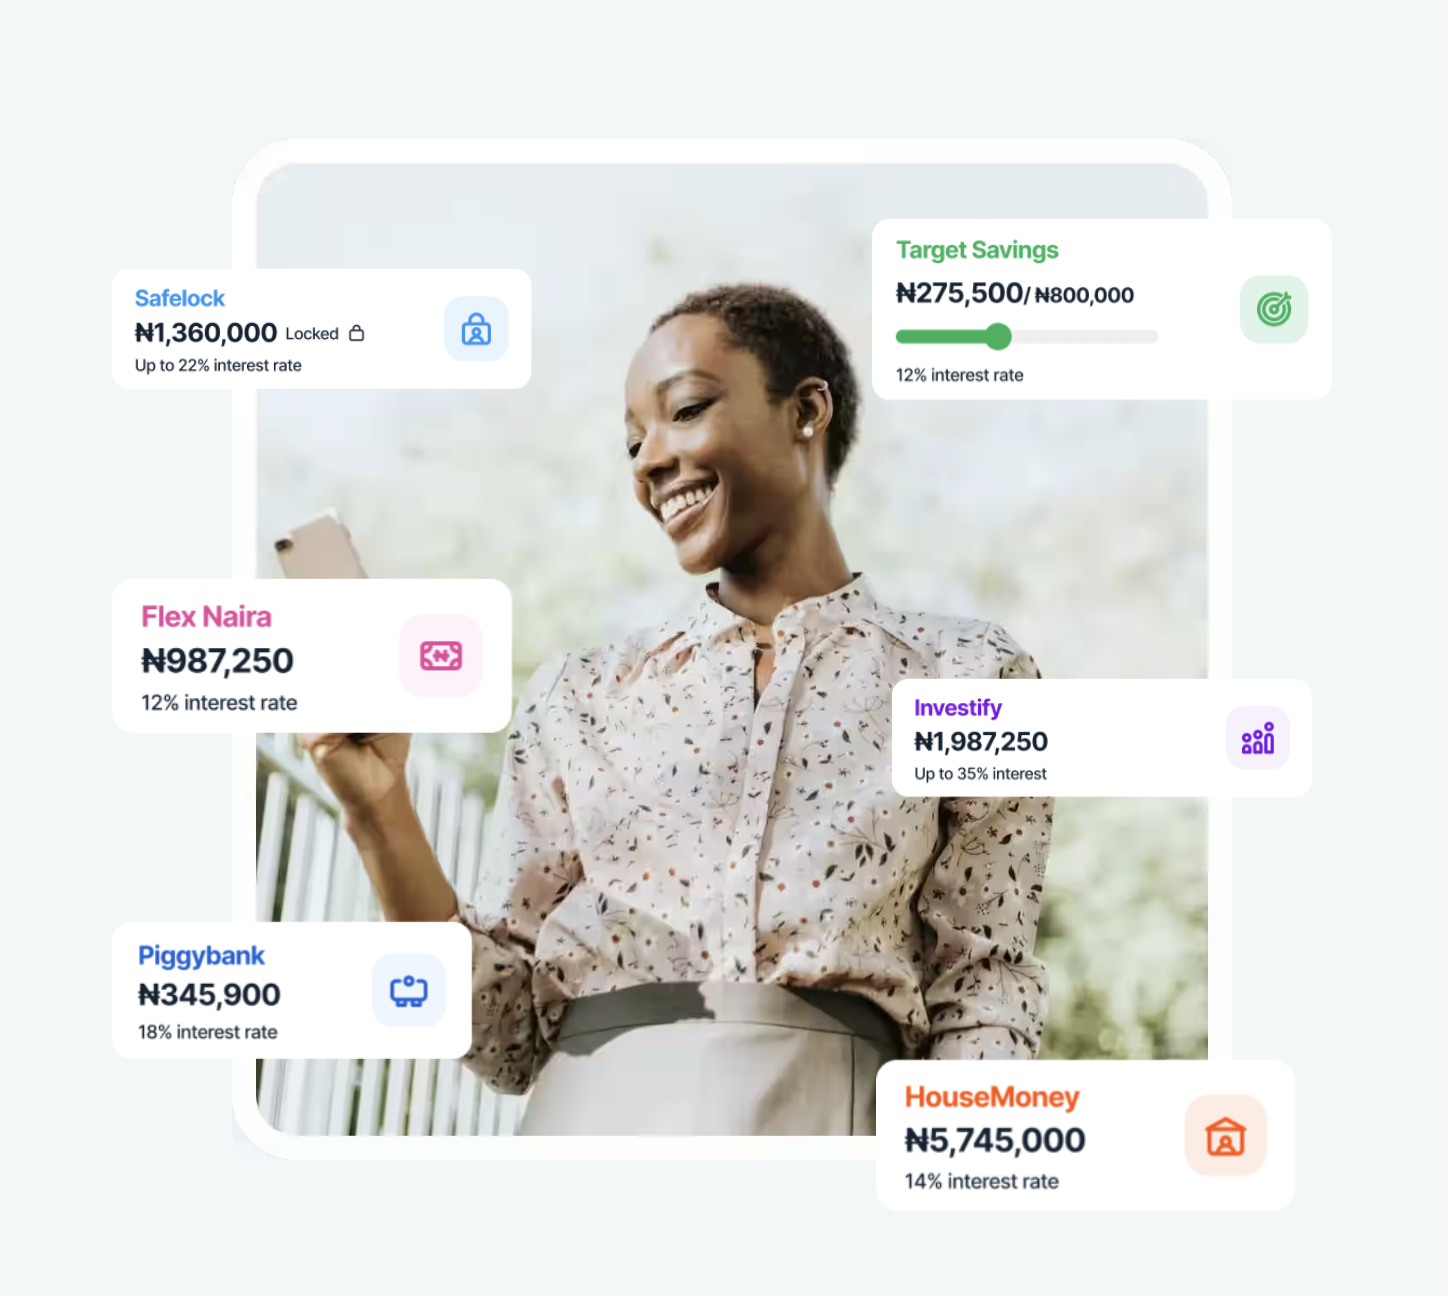 Target Savings
₦275,500/ ₦800,000
12% interest rate
Safelock
₦1,360,000 Locked
Up to 22% interest rate
Flex Naira
₦987,250
12% interest rate
Investify
₦1,987,250
Up to 35% interest
Piggybank
₦345,900
18% interest rate
HouseMoney
₦5,745,000
14% interest rate